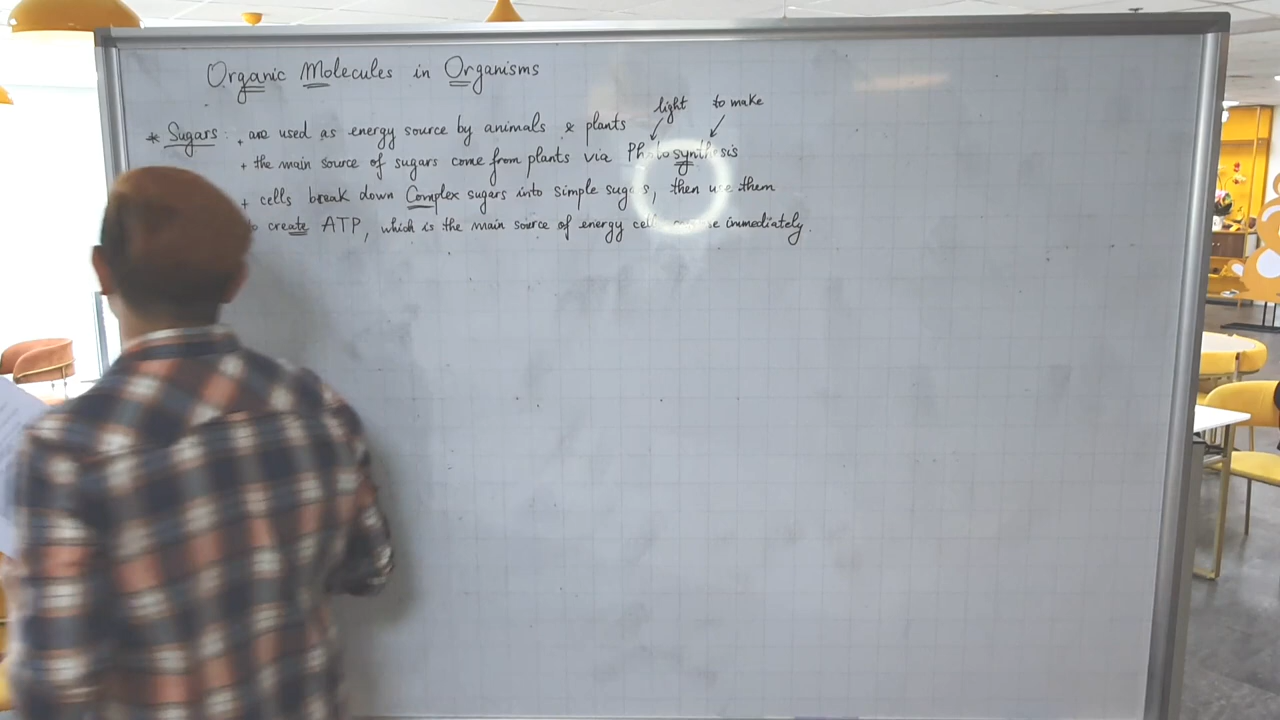 Organic Molecules in Organisms
light to make
* Sugars: + are used as energy source by animals & plants
+ the main source of sugars come from plants via Photosynthesis
+ cells break down Complex sugars into simple sugars, then use them
create ATP, which is the main source of energy cell immediately.